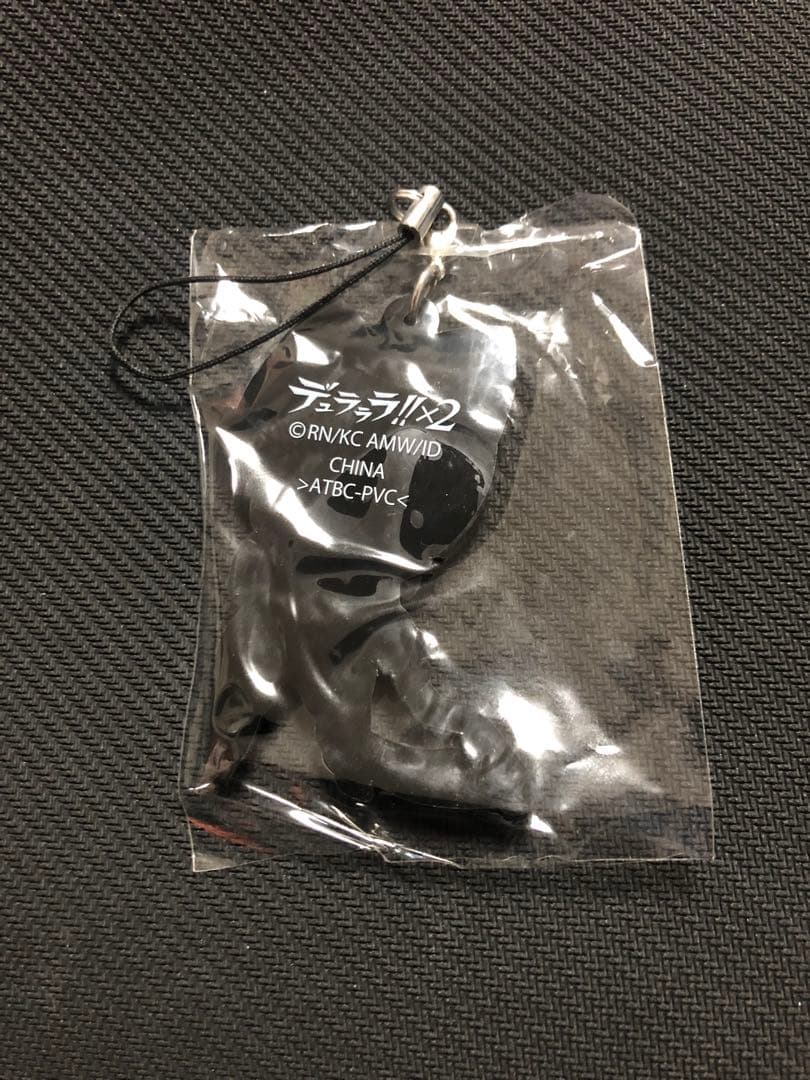 デュラララ!!×2
©RN/KC AMW/ID
CHINA
>ATBC-PVC<